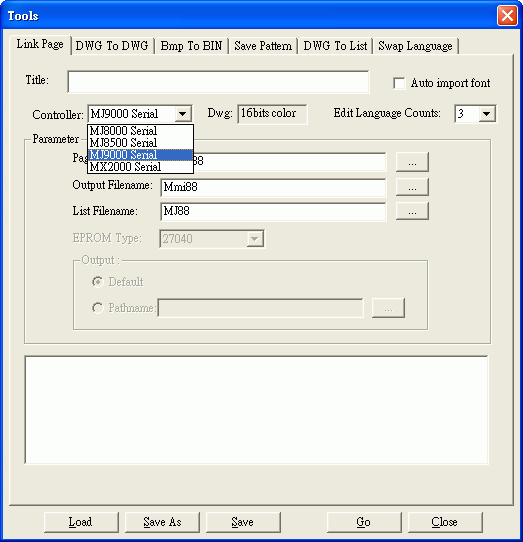 Tools
Link Page DWG To DWG Bmp To BIN Save Pattern DWG To List Swap Language
Title: Auto import font
Controller: MJ9000 Serial Dwg: 16bits color Edit Language Counts: 3
MJ8000 Serial
MJ8500 Serial
MJ9000 Serial
MX2000 Serial
Parameter
88 ...
Output Filename: Mmi88 ...
List Filename: MJ88 ...
EPROM Type: 27040
Output :
Default
Pathname: ...
Load Save As Save Go Close